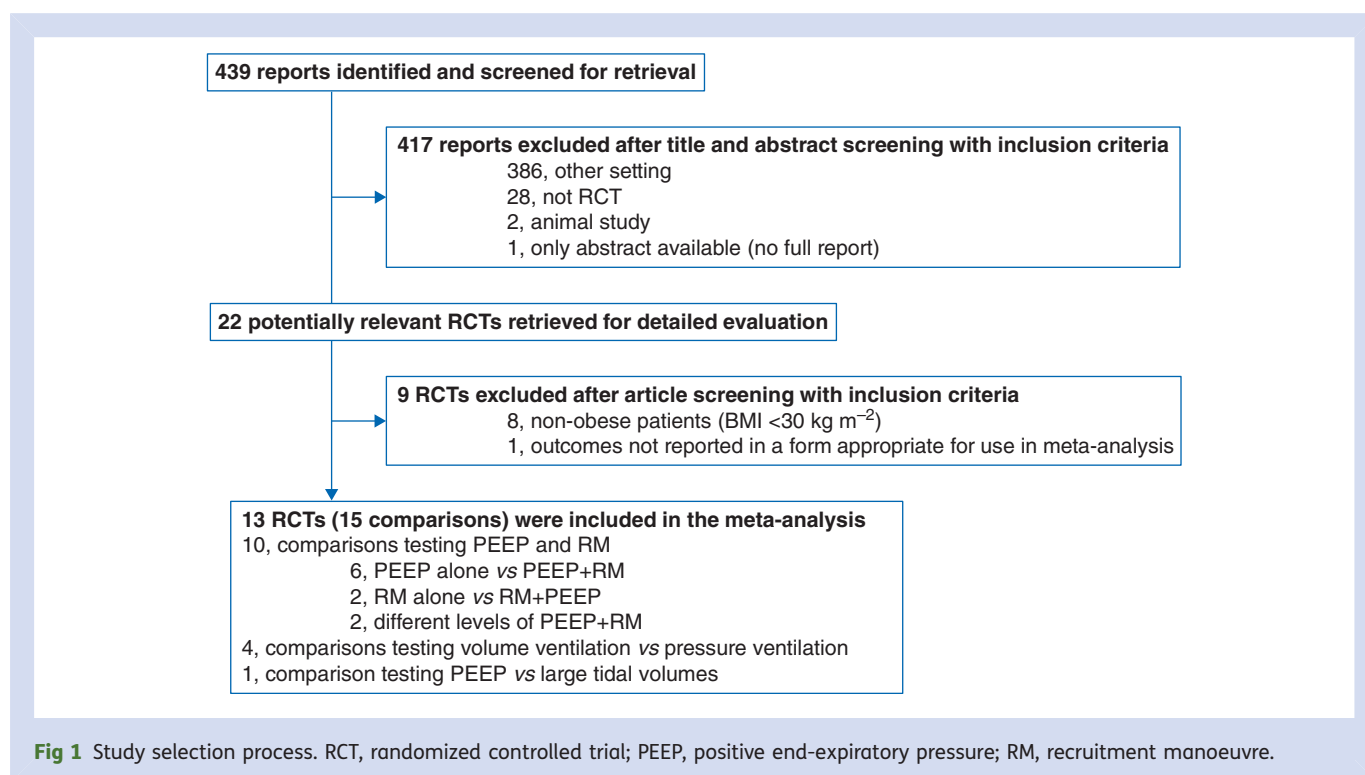 439 reports identified and screened for retrieval
417 reports excluded after title and abstract screening with inclusion criteria
386, other setting
28, not RCT
2, animal study
1, only abstract available (no full report)
22 potentially relevant RCTs retrieved for detailed evaluation
9 RCTs excluded after article screening with inclusion criteria
8, non-obese patients (BMI <30 kg m⁻²)
1, outcomes not reported in a form appropriate for use in meta-analysis
13 RCTs (15 comparisons) were included in the meta-analysis
10, comparisons testing PEEP and RM
6, PEEP alone vs PEEP+RM
2, RM alone vs RM+PEEP
2, different levels of PEEP+RM
4, comparisons testing volume ventilation vs pressure ventilation
1, comparison testing PEEP vs large tidal volumes
Fig 1 Study selection process. RCT, randomized controlled trial; PEEP, positive end-expiratory pressure; RM, recruitment manoeuvre.